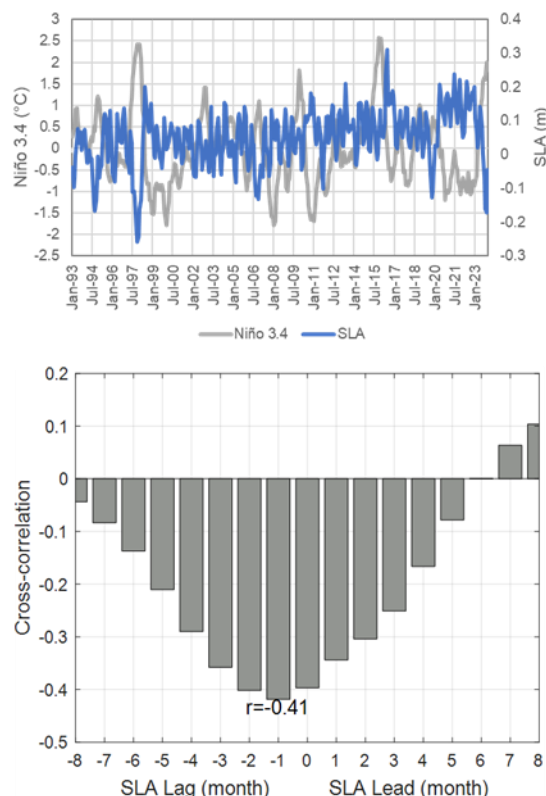 3
2.5
2
1.5
1
0.5
0
-0.5
-1
-1.5
-2
-2.5
Niño 3.4 (°C)
0.4
0.3
0.2
0.1
0
-0.1
-0.2
-0.3
SLA (m)
Jan-93
Jul-94
Jan-96
Jul-97
Jan-99
Jul-00
Jan-02
Jul-03
Jan-05
Jul-06
Jan-08
Jul-09
Jan-11
Jul-12
Jan-14
Jul-15
Jan-17
Jul-18
Jan-20
Jul-21
Jan-23
Niño 3.4 SLA
0.2
0.1
0
-0.1
-0.2
-0.3
-0.4
-0.5
Cross-correlation
r=-0.41
-8 -7 -6 -5 -4 -3 -2 -1 0 1 2 3 4 5 6 7 8
SLA Lag (month) SLA Lead (month)